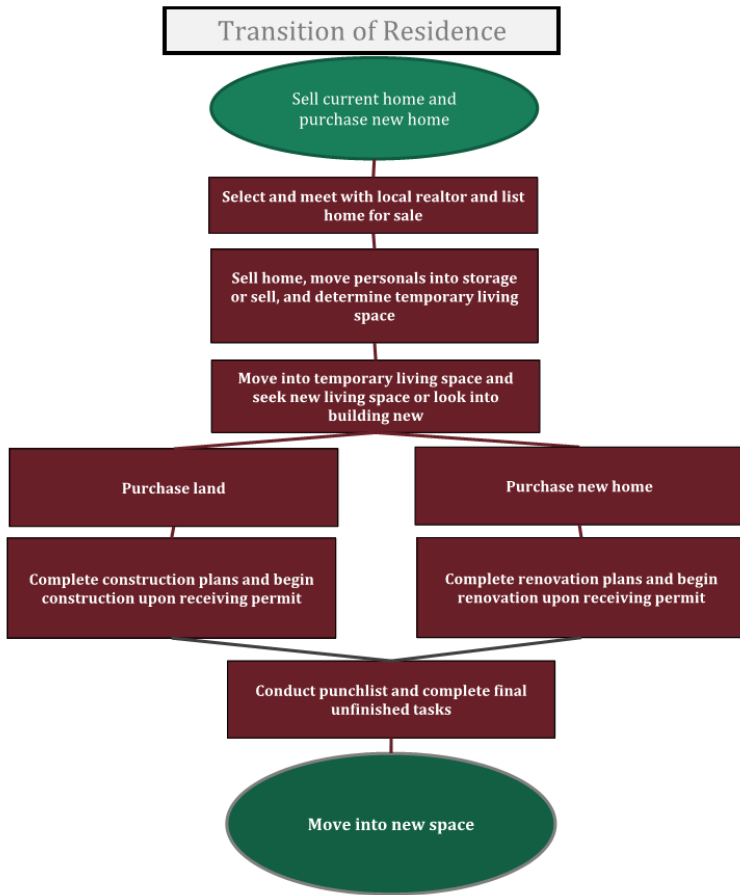 Transition of Residence
Sell current home and
purchase new home
Select and meet with local realtor and list
home for sale
Sell home, move personals into storage
or sell, and determine temporary living
space
Move into temporary living space and
seek new living space or look into
building new
Purchase land
Purchase new home
Complete construction plans and begin
construction upon receiving permit
Complete renovation plans and begin
renovation upon receiving permit
Conduct punchlist and complete final
unfinished tasks
Move into new space